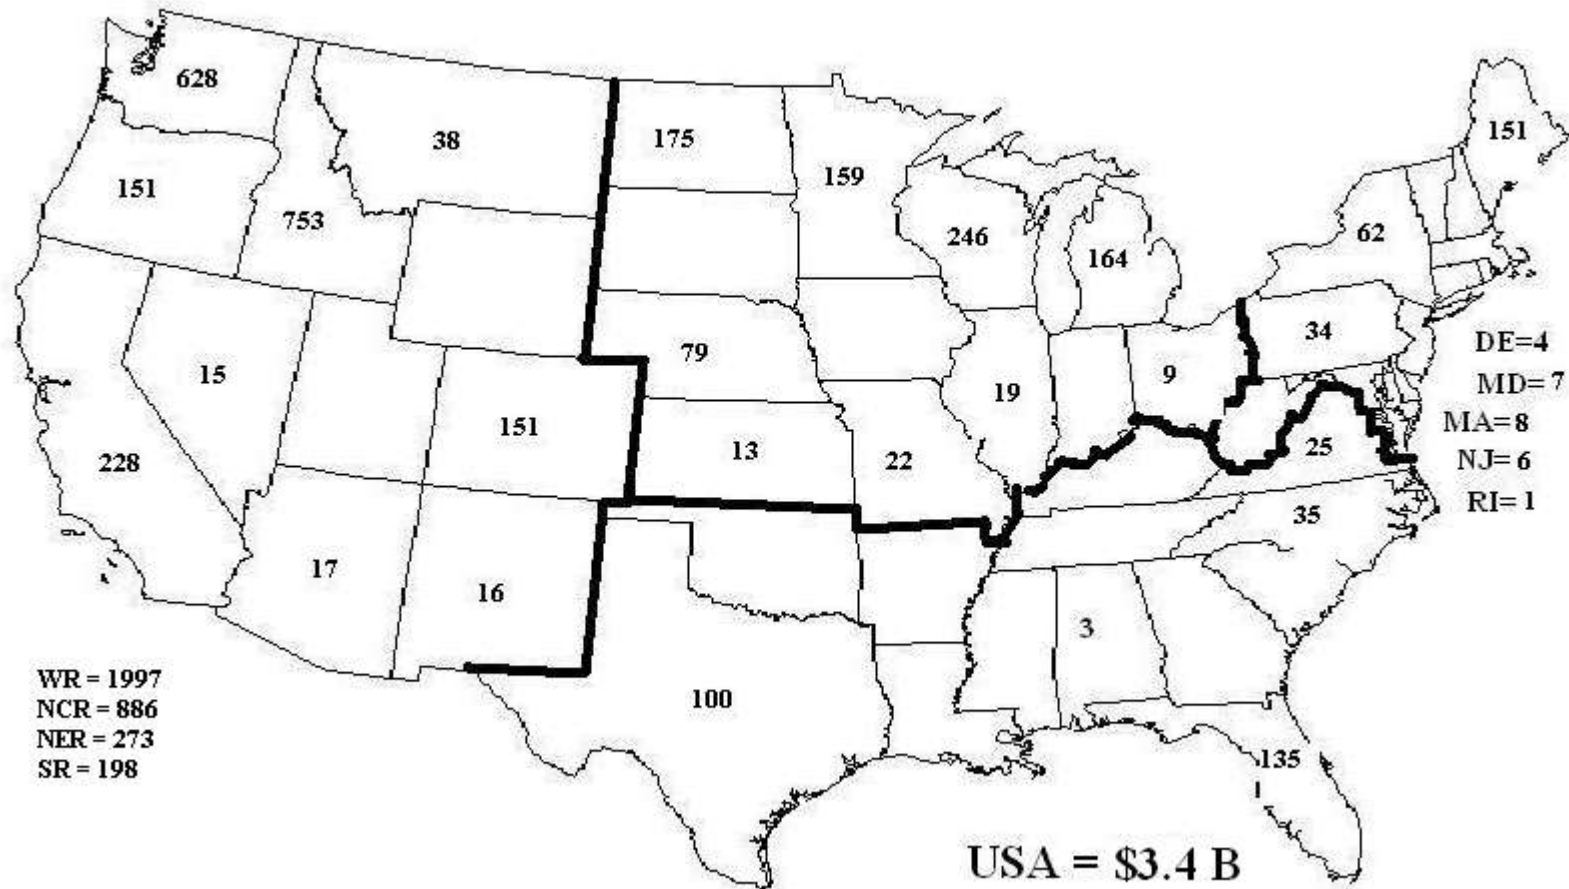 628
38
175
151
159
151
753
246
62
164
34
79
15
9
DE=4
19
MD= 7
151
MA= 8
13
25
228
22
NJ= 6
RI= 1
35
17
16
3
WR = 1997
100
NCR = 886
NER = 273
135
SR = 198
USA = $3.4 B